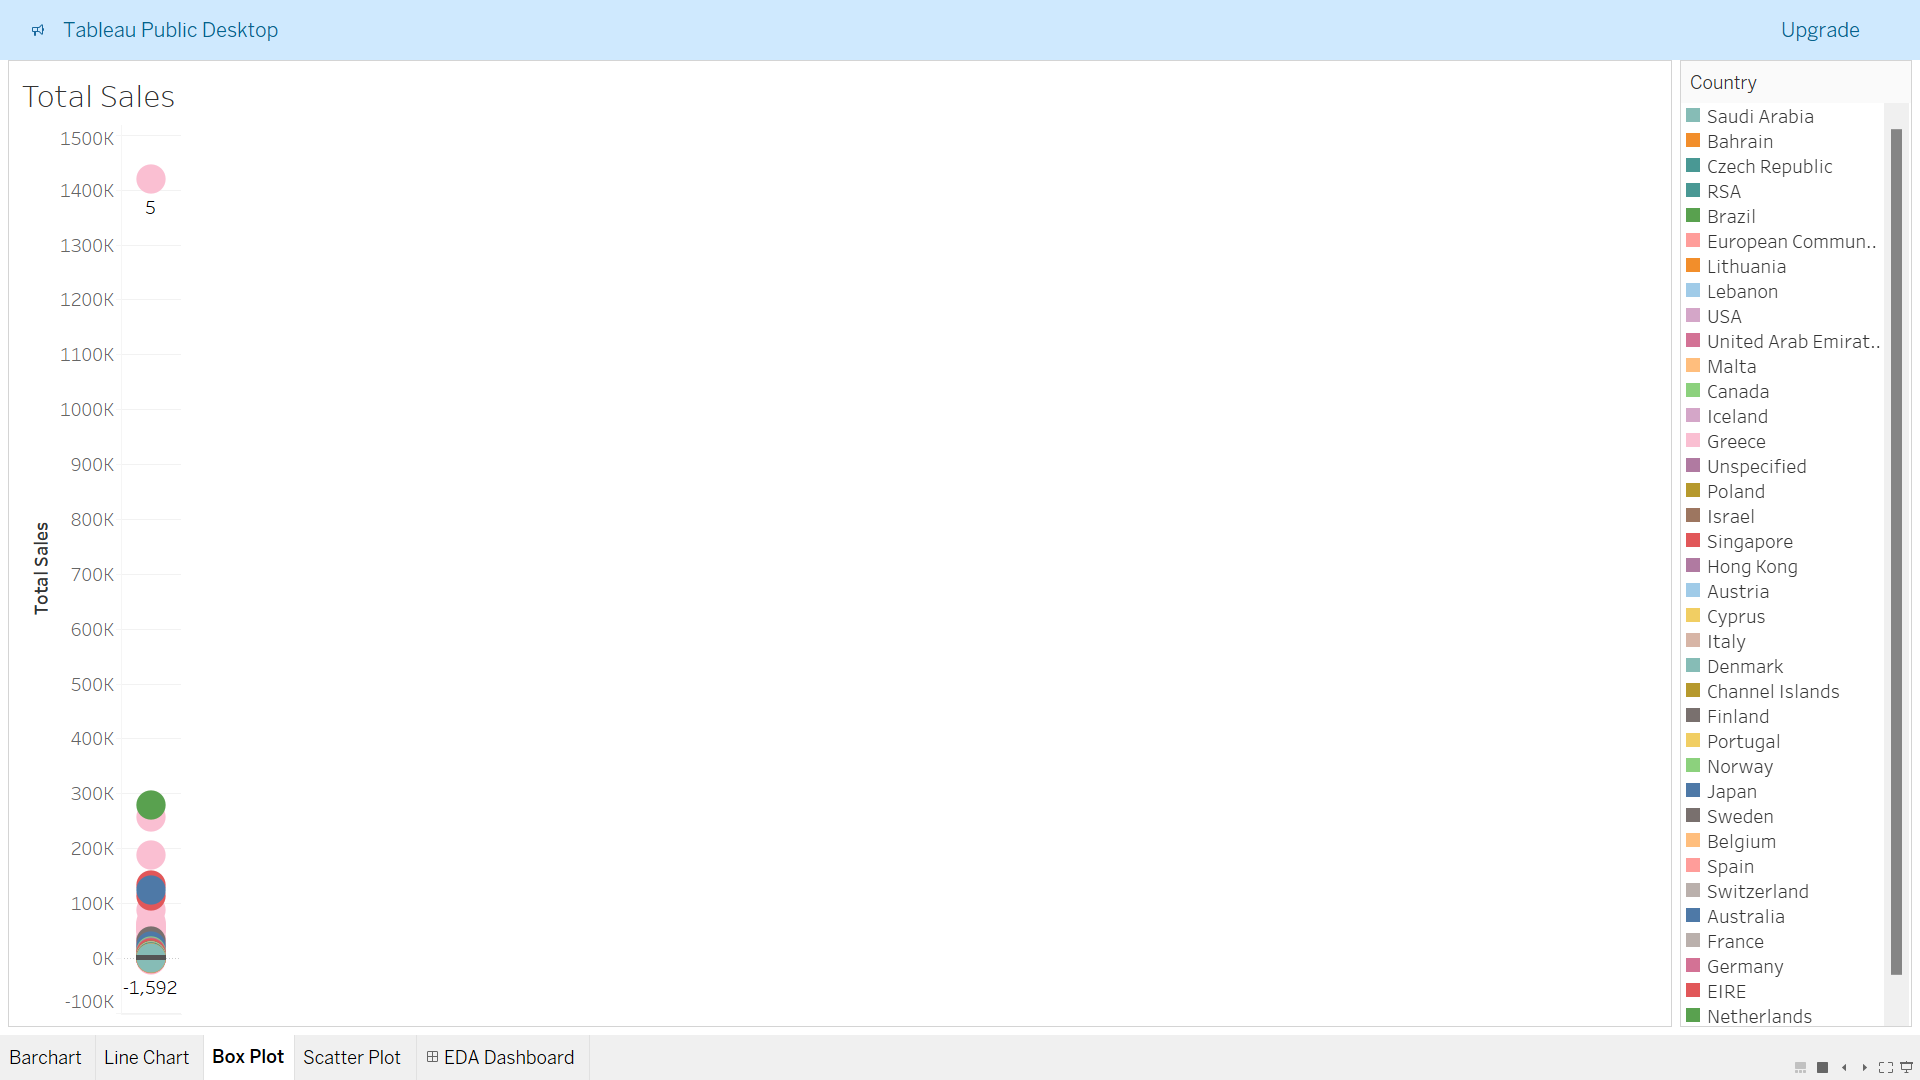 Tableau Public Desktop
Upgrade
Total Sales
1500K
1400K
1300K
1200K
1100K
1000K
900K
800K
700K
600K
500K
400K
300K
200K
100K
0K
-100K
Total Sales
5
-1,592
Country
Saudi Arabia
Bahrain
Czech Republic
RSA
Brazil
European Commun..
Lithuania
Lebanon
USA
United Arab Emirat..
Malta
Canada
Iceland
Greece
Unspecified
Poland
Israel
Singapore
Hong Kong
Austria
Cyprus
Italy
Denmark
Channel Islands
Finland
Portugal
Norway
Japan
Sweden
Belgium
Spain
Switzerland
Australia
France
Germany
EIRE
Netherlands
Barchart
Line Chart
Box Plot
Scatter Plot
EDA Dashboard